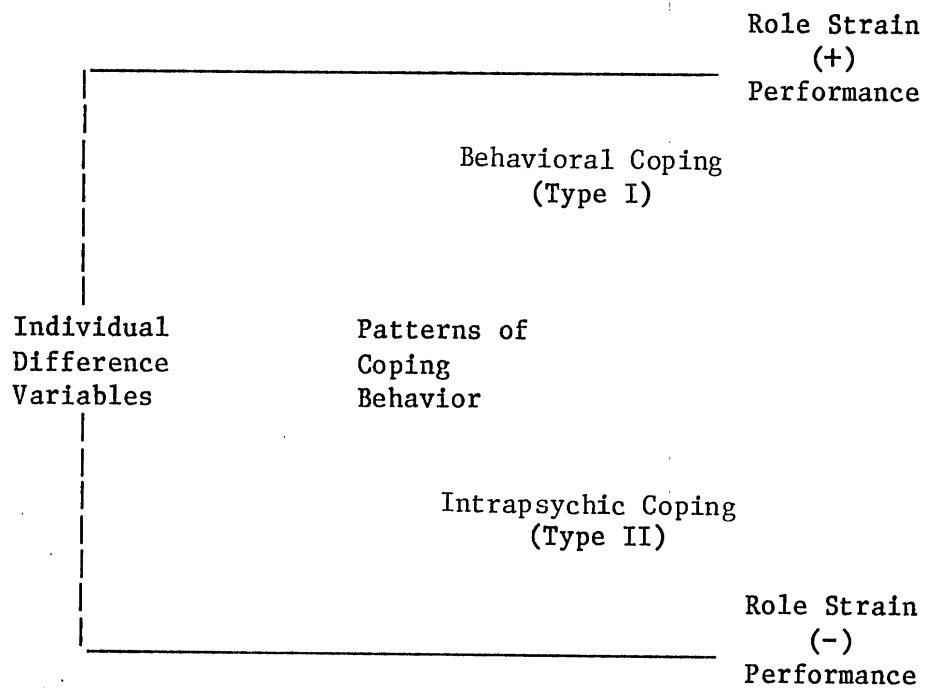 Role Strain
(+)
Performance
Behavioral Coping
(Type I)
Individual
Difference
Variables
Patterns of
Coping
Behavior
Intrapsychic Coping
(Type II)
Role Strain
(-)
Performance